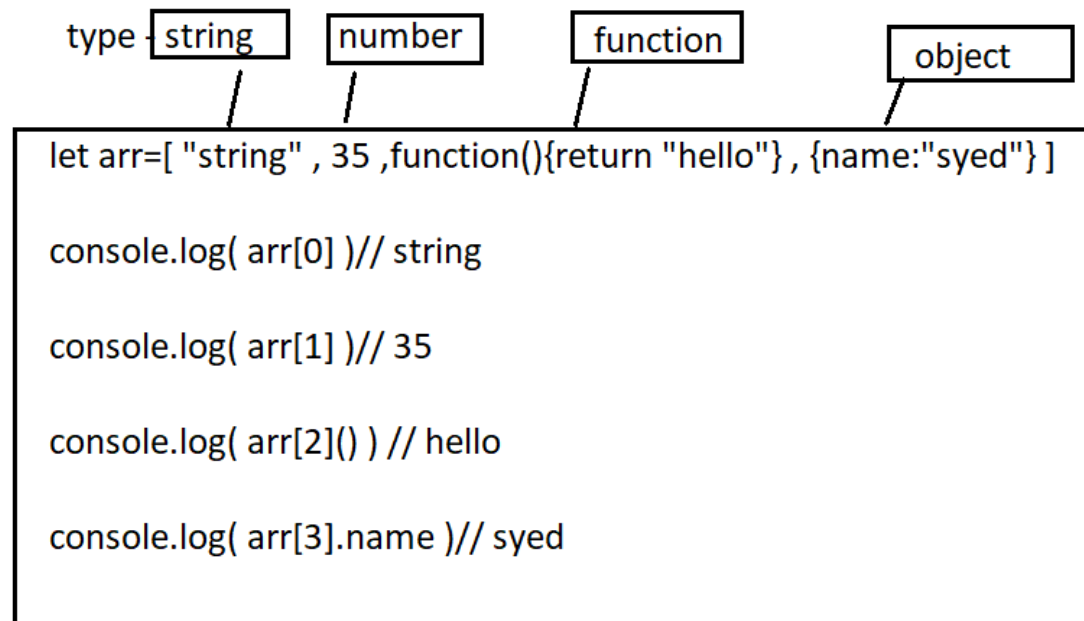 type - string number function object
let arr=[ "string" , 35 ,function(){return "hello"} , {name:"syed"} ]
console.log( arr[0] )// string
console.log( arr[1] )// 35
console.log( arr[2]() ) // hello
console.log( arr[3].name )// syed